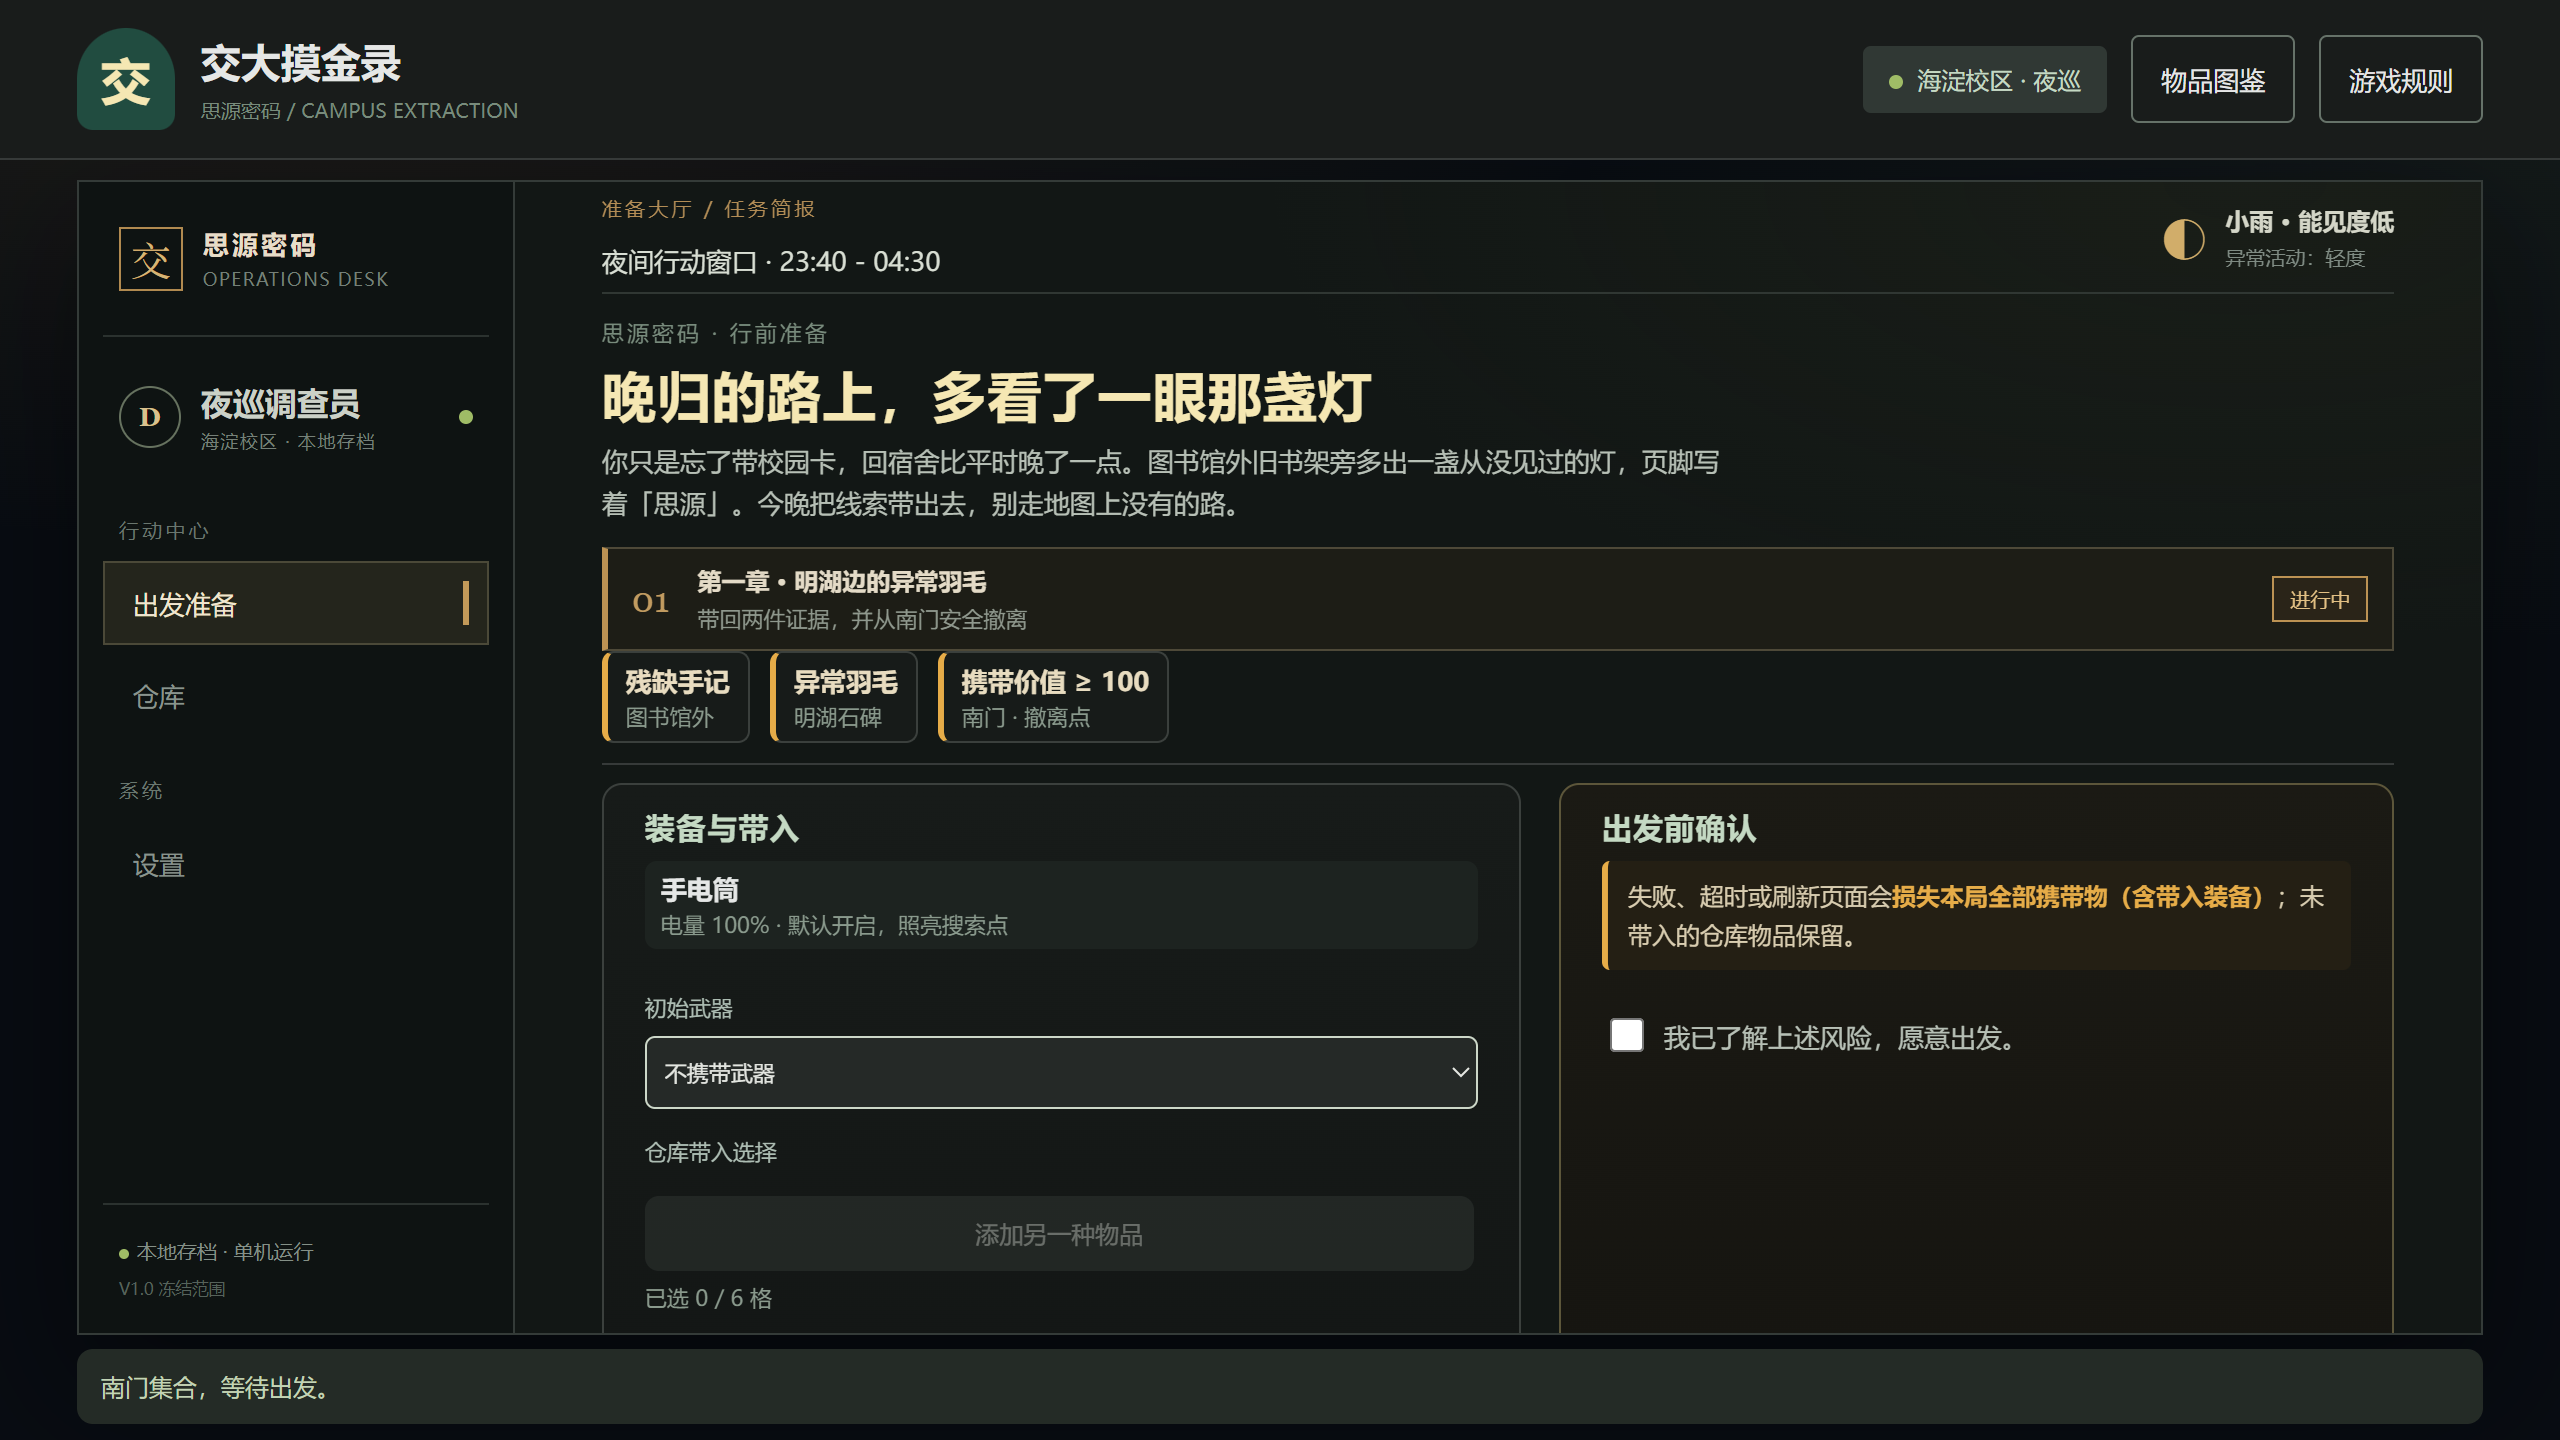 交
交大摸金录
思源密码 / CAMPUS EXTRACTION
海淀校区 · 夜巡
物品图鉴
游戏规则
交
思源密码
OPERATIONS DESK
D
夜巡调查员
海淀校区 · 本地存档
行动中心
出发准备
仓库
系统
设置
本地存档 · 单机运行
V1.0 冻结范围
准备大厅 / 任务简报
夜间行动窗口 · 23:40 - 04:30
小雨 · 能见度低
异常活动：轻度
思源密码 · 行前准备
晚归的路上，多看了一眼那盏灯
你只是忘了带校园卡，回宿舍比平时晚了一点。图书馆外旧书架旁多出一盏从没见过的灯，页脚写
着「思源」。今晚把线索带出去，别走地图上没有的路。
01
第一章 · 明湖边的异常羽毛
带回两件证据，并从南门安全撤离
进行中
残缺手记
图书馆外
异常羽毛
明湖石碑
携带价值 ≥ 100
南门 · 撤离点
装备与带入
手电筒
电量 100% · 默认开启，照亮搜索点
初始武器
不携带武器
仓库带入选择
添加另一种物品
已选 0 / 6 格
出发前确认
失败、超时或刷新页面会损失本局全部携带物（含带入装备）；未
带入的仓库物品保留。
我已了解上述风险，愿意出发。
南门集合，等待出发。